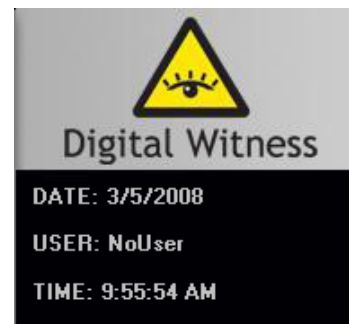 Digital Witness
DATE: 3/5/2008
USER: NoUser
TIME: 9:55:54 AM